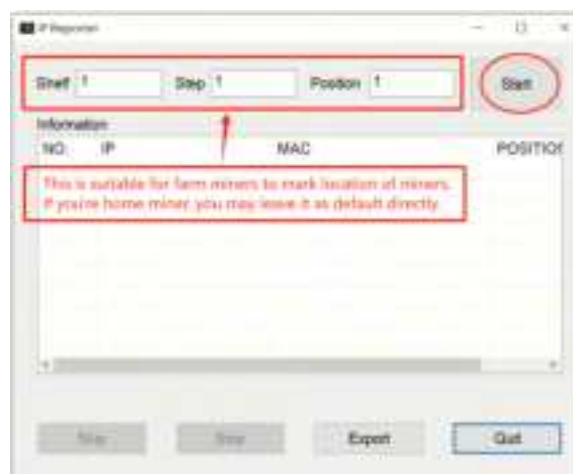 IP Reporter
Shelf 1 Step 1 Position 1 Start
Information
NO. IP MAC POSITION
This is suitable for farm miners to mark location of miners.
If you're home miner, you may leave it as default directly.
Stop Export Quit